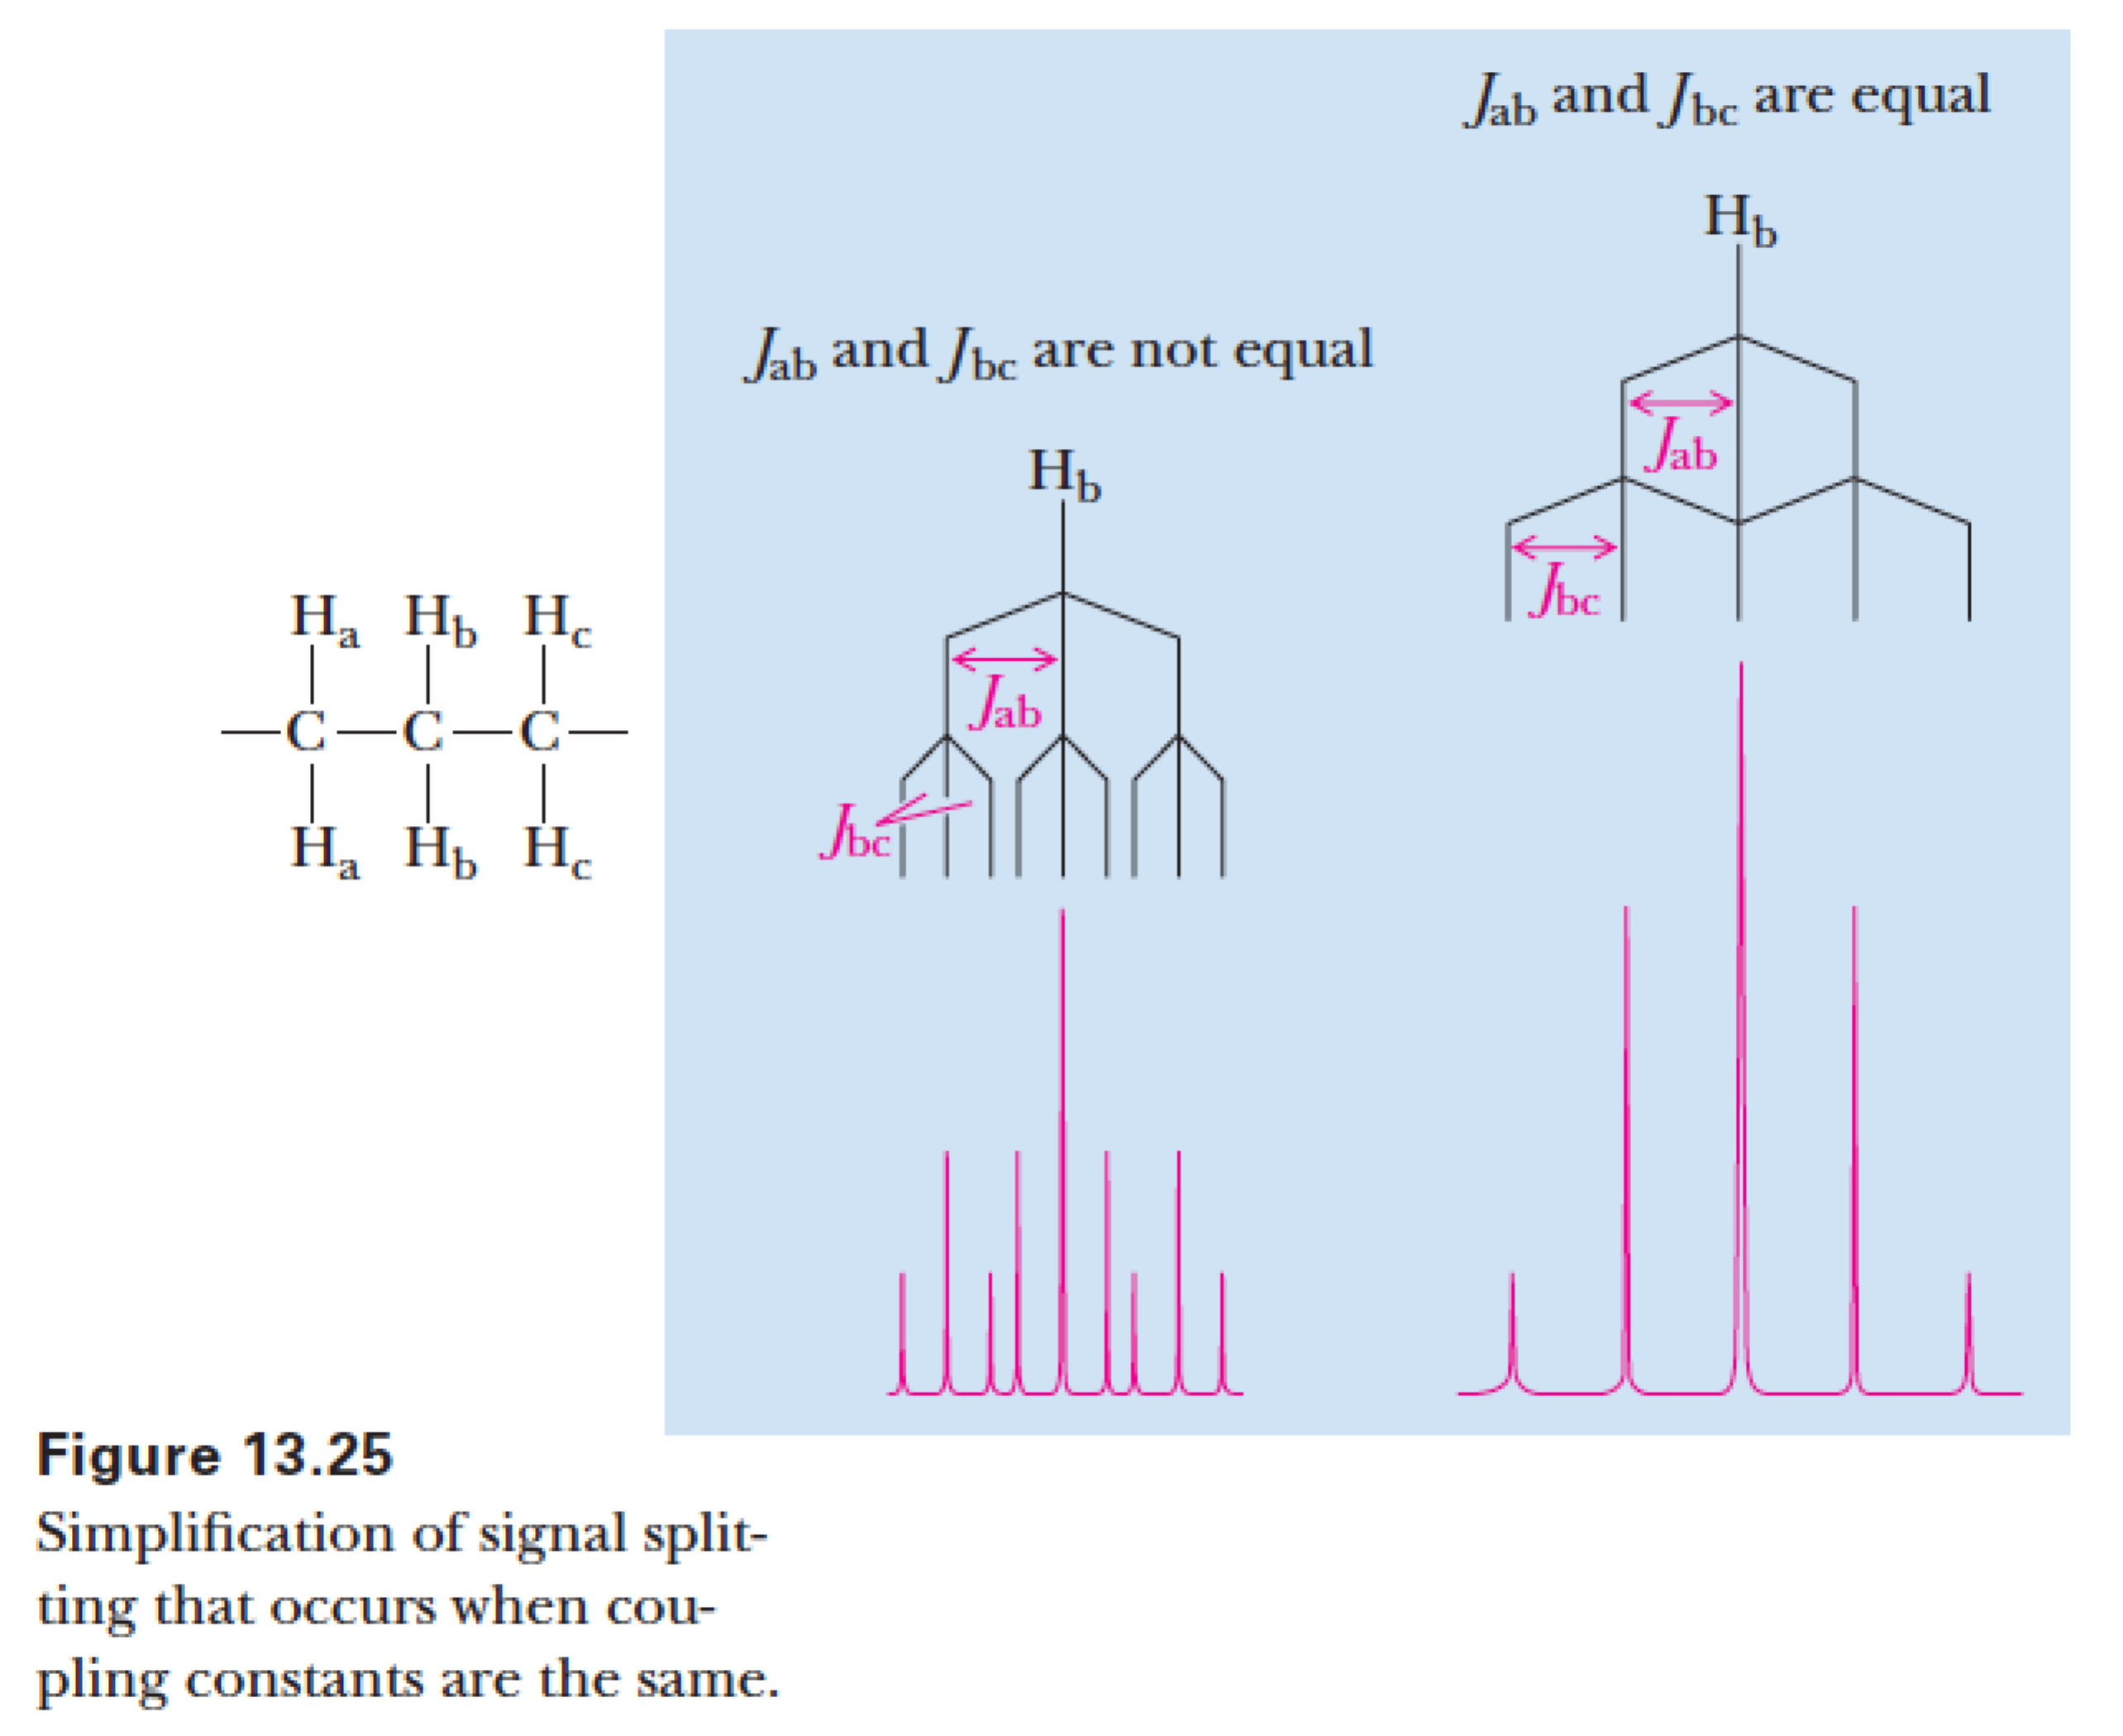 Jab and Jbc are equal
Hb
Jab and Jbc are not equal
Jab
Hb
Jbc
Ha Hb Hc
Jab
C C C
Jbc
Ha Hb Hc
Figure 13.25
Simplification of signal split-
ting that occurs when cou-
pling constants are the same.